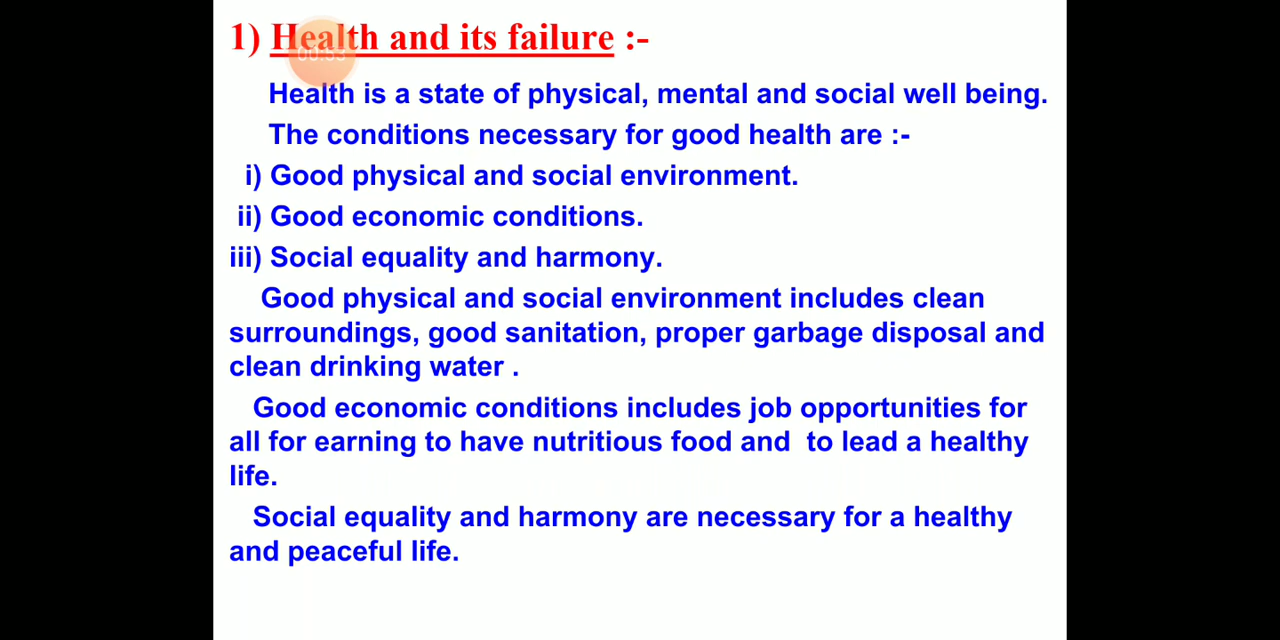 1) Health and its failure :-
00:53
Health is a state of physical, mental and social well being.
The conditions necessary for good health are :-
i) Good physical and social environment.
ii) Good economic conditions.
iii) Social equality and harmony.
Good physical and social environment includes clean
surroundings, good sanitation, proper garbage disposal and
clean drinking water .
Good economic conditions includes job opportunities for
all for earning to have nutritious food and to lead a healthy
life.
Social equality and harmony are necessary for a healthy
and peaceful life.